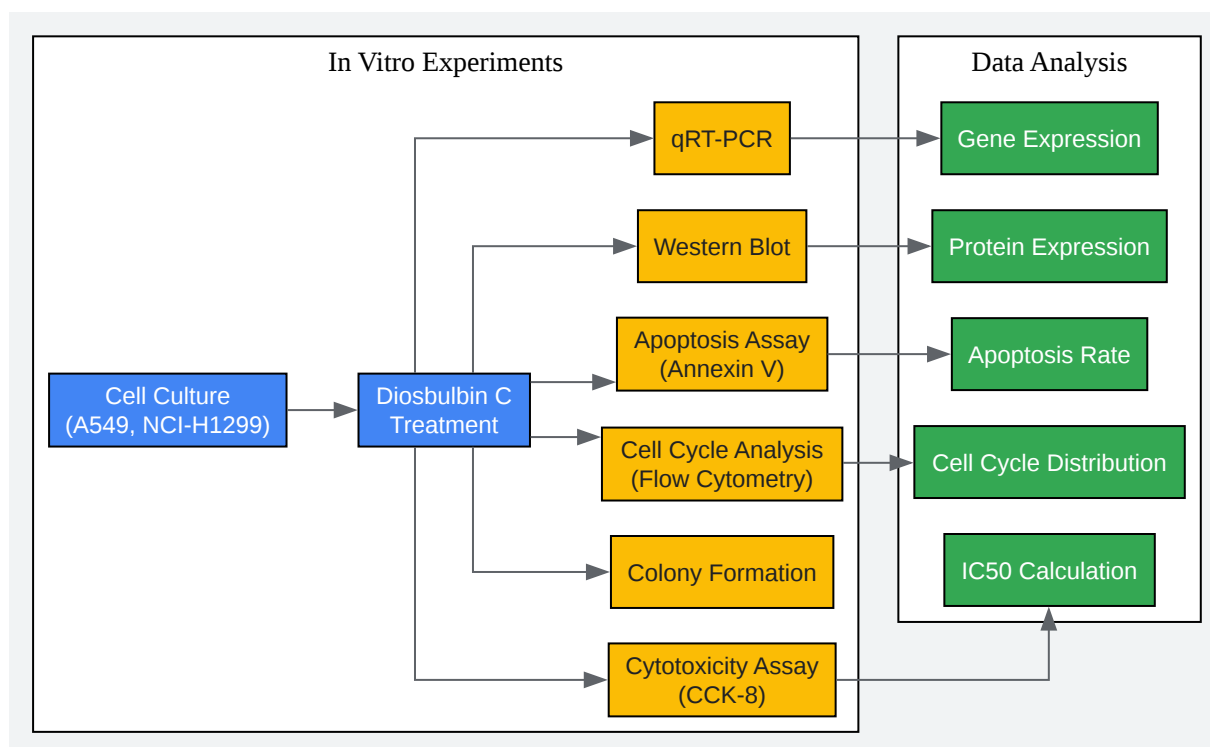 In Vitro Experiments
Data Analysis
qRT-PCR
Gene Expression
Western Blot
Protein Expression
Apoptosis Assay
(Annexin V)
Apoptosis Rate
Cell Culture
(A549, NCI-H1299)
Diosbulbin C
Treatment
Cell Cycle Analysis
(Flow Cytometry)
Cell Cycle Distribution
Colony Formation
IC50 Calculation
Cytotoxicity Assay
(CCK-8)